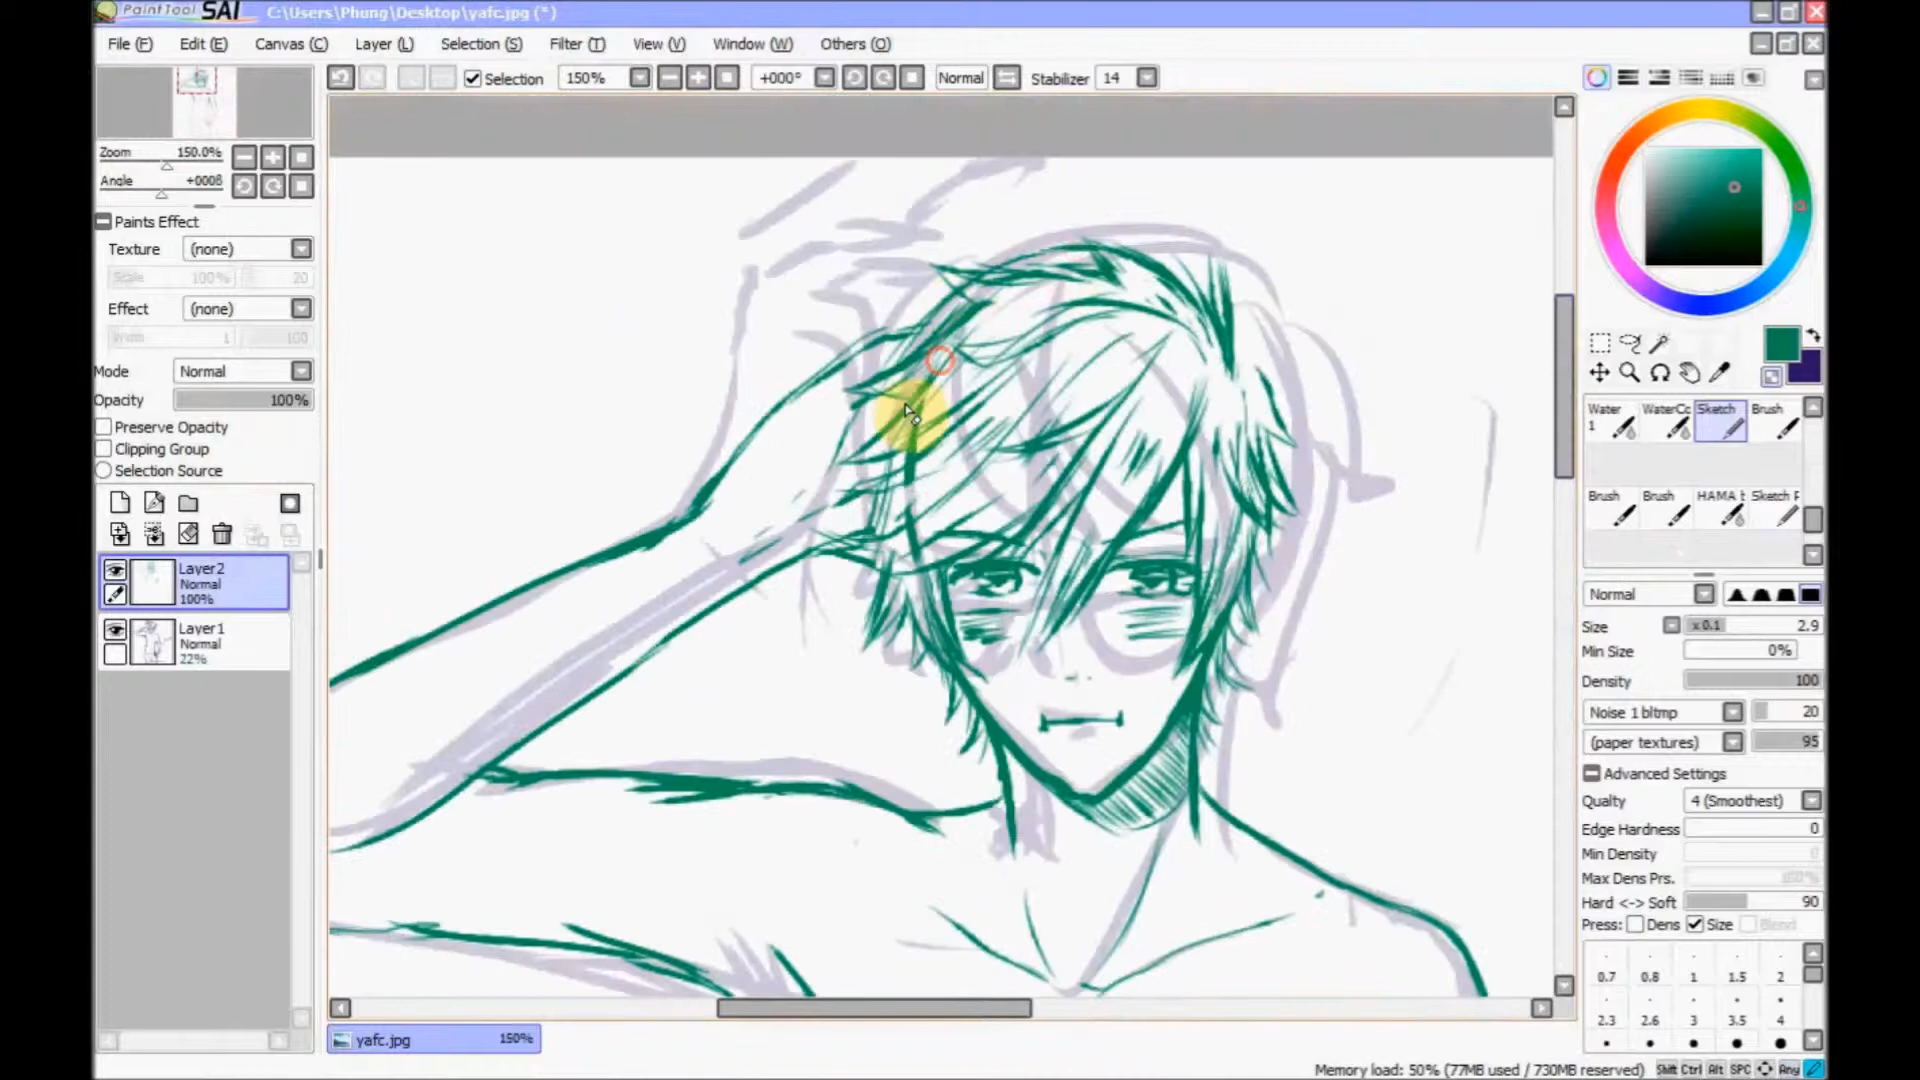 PaintTool SAI C:\Users\Phung\Desktop\yafc.jpg (*)
File (F) Edit (E) Canvas (C) Layer (L) Selection (S) Filter (T) View (V) Window (W) Others (O)
Selection 150% +000° Normal Stabilizer 14
Zoom 150.0%
Angle +000
Paints Effect
Texture (none)
Scale 100% 20
Effect (none)
Width 1 100
Mode Normal
Opacity 100%
Preserve Opacity
Clipping Group
Selection Source
Layer2
Normal
100%
Layer1
Normal
22%
Water 1 WaterCc Sketch Brush
Brush Brush HAMA Sketch
Normal
Size x 0.1 2.9
Min Size 0%
Density 100
Noise 1 bltmp 20
(paper textures) 95
Advanced Settings
Qualty 4 (Smoothest)
Edge Hardness 0
Min Density 0
Max Dens Prs. 100%
Hard <-> Soft 90
Press: Dens Size Blend
0.7 0.8 1 1.5 2
2.3 2.6 3 3.5 4
yafc.jpg 150%
Memory load: 50% (77MB used / 730MB reserved) Shft Ctrl Alt SPC Any